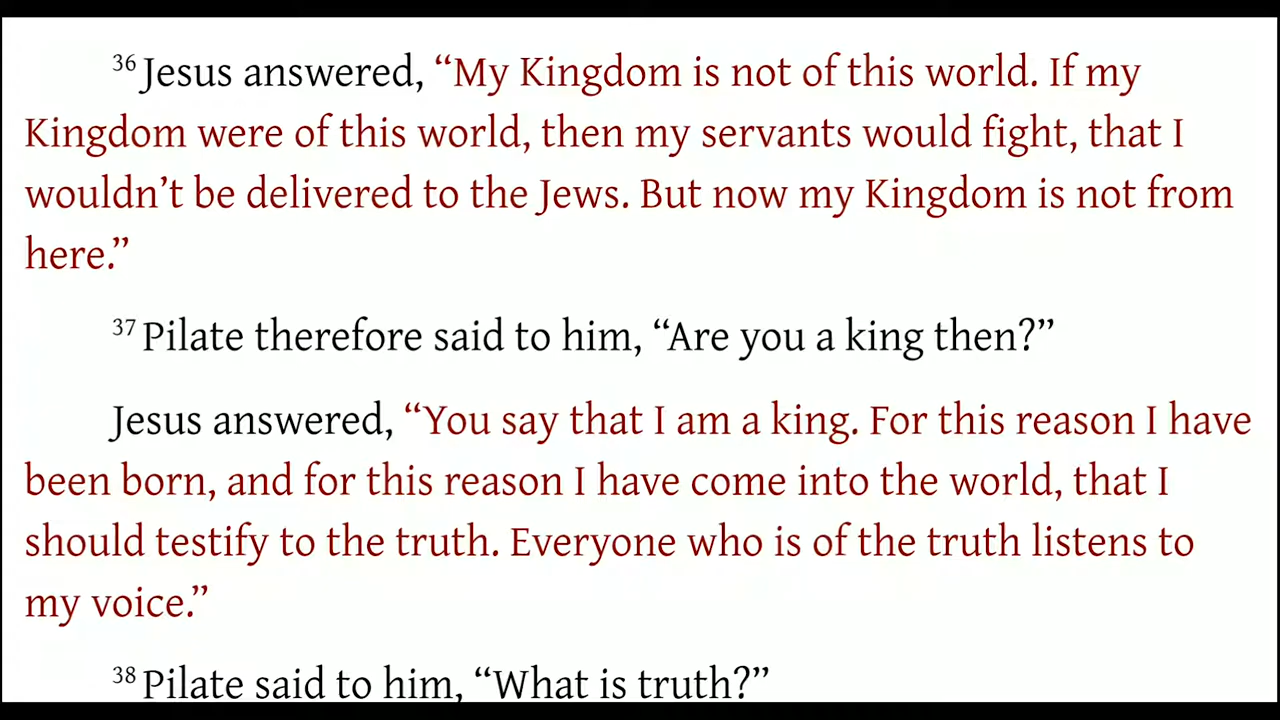 36 Jesus answered, “My Kingdom is not of this world. If my
Kingdom were of this world, then my servants would fight, that I
wouldn’t be delivered to the Jews. But now my Kingdom is not from
here.”
37 Pilate therefore said to him, “Are you a king then?”
Jesus answered, “You say that I am a king. For this reason I have
been born, and for this reason I have come into the world, that I
should testify to the truth. Everyone who is of the truth listens to
my voice.”
38 Pilate said to him, “What is truth?”